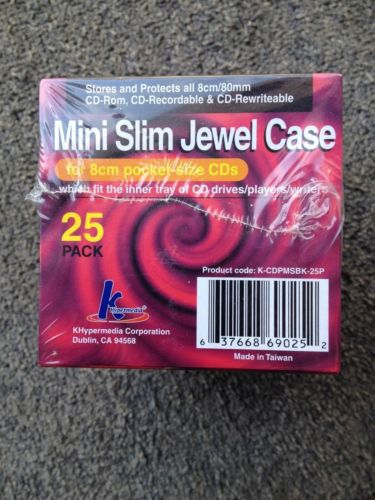 Stores and Protects all 8cm/80mm
CD-Rom, CD-Recordable & CD-Rewriteable
Mini Slim Jewel Case
for 8cm pocket size CDs
which fit the inner tray of CD drives/players/writers
25
PACK
Product code: K-CDPMSBK-25P
Khypermedia
KHypermedia Corporation
Dublin, CA 94568
6 37668 69025 2
Made in Taiwan